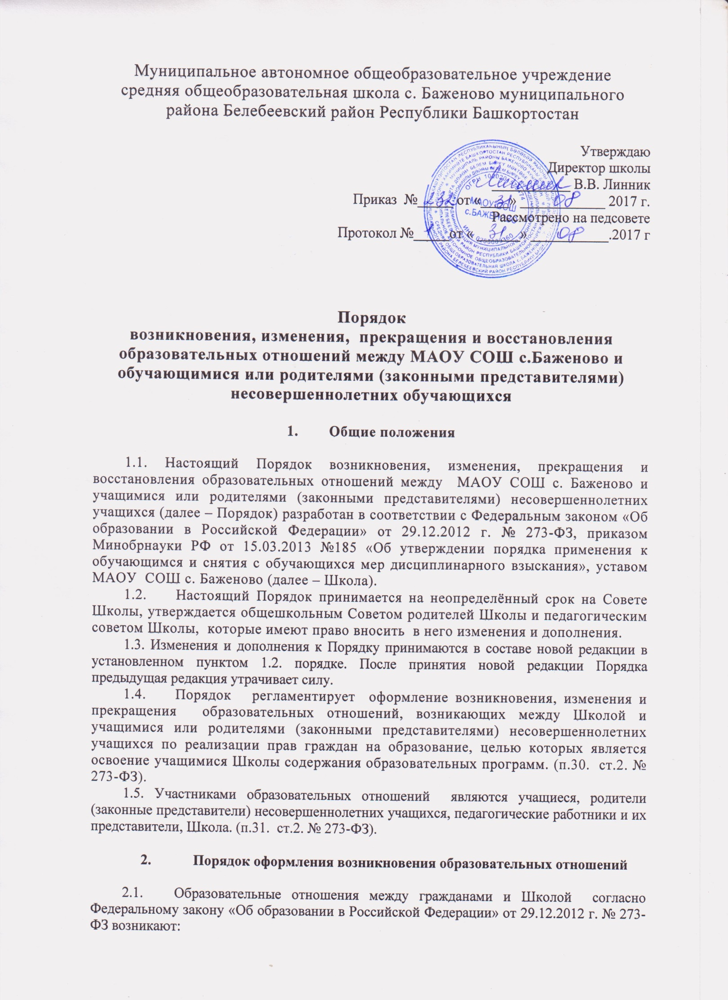 Муниципальное автономное общеобразовательное учреждение
средняя общеобразовательная школа с. Баженово муниципального
района Белебеевский район Республики Башкортостан
Утверждаю
Директор школы
В.В. Линник
Приказ № 232 от « 31 » 08 2017 г.
Рассмотрено на педсовете
Протокол № 1 от « 31 » 08 .2017 г
МАОУ СОШ
с.БАЖЕНОВО
ИНН 0255009360
Порядок
возникновения, изменения,  прекращения и восстановления
образовательных отношений между МАОУ СОШ с.Баженово и
обучающимися или родителями (законными представителями)
несовершеннолетних обучающихся
1. Общие положения
1.1. Настоящий Порядок возникновения, изменения, прекращения и
восстановления образовательных отношений между МАОУ СОШ с. Баженово и
учащимися или родителями (законными представителями) несовершеннолетних
учащихся (далее – Порядок) разработан в соответствии с Федеральным законом «Об
образовании в Российской Федерации» от 29.12.2012 г. № 273-ФЗ, приказом
Минобрнауки РФ от 15.03.2013 №185 «Об утверждении порядка применения к
обучающимся и снятия с обучающихся мер дисциплинарного взыскания», уставом
МАОУ СОШ с. Баженово (далее – Школа).
1.2. Настоящий Порядок принимается на неопределённый срок на Совете
Школы, утверждается общешкольным Советом родителей Школы и педагогическим
советом Школы, которые имеют право вносить в него изменения и дополнения.
1.3. Изменения и дополнения к Порядку принимаются в составе новой редакции в
установленном пунктом 1.2. порядке. После принятия новой редакции Порядка
предыдущая редакция утрачивает силу.
1.4. Порядок регламентирует оформление возникновения, изменения и
прекращения образовательных отношений, возникающих между Школой и
учащимися или родителями (законными представителями) несовершеннолетних
учащихся по реализации прав граждан на образование, целью которых является
освоение учащимися Школы содержания образовательных программ. (п.30. ст.2. №
273-ФЗ).
1.5. Участниками образовательных отношений являются учащиеся, родители
(законные представители) несовершеннолетних учащихся, педагогические работники и их
представители, Школа. (п.31. ст.2. № 273-ФЗ).
2. Порядок оформления возникновения образовательных отношений
2.1. Образовательные отношения между гражданами и Школой согласно
Федеральному закону «Об образовании в Российской Федерации» от 29.12.2012 г. № 273-
ФЗ возникают: